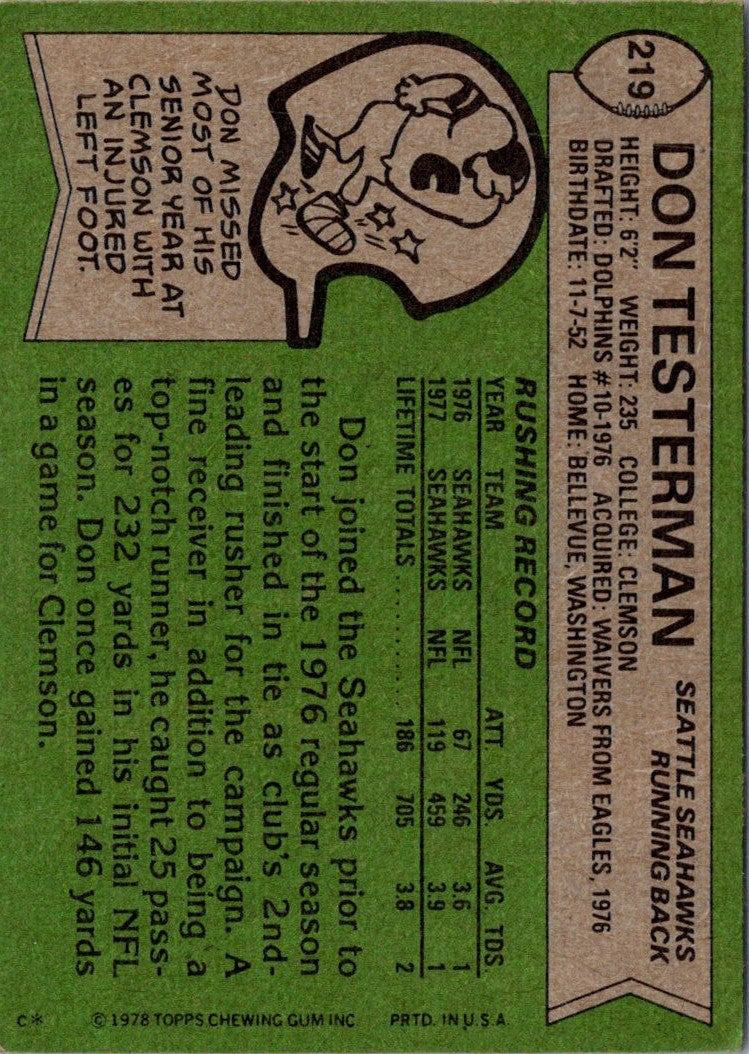 219
DON TESTERMAN
SEATTLE SEAHAWKS
RUNNING BACK
HEIGHT: 6'2" WEIGHT: 235 COLLEGE: CLEMSON
DRAFTED: DOLPHINS #10-1976 ACQUIRED: WAIVERS FROM EAGLES, 1976
BIRTHDATE: 11-7-52 HOME: BELLEVUE, WASHINGTON
RUSHING RECORD
YEAR TEAM ATT. YDS. AVG. TDS
1976 SEAHAWKS NFL 67 246 3.6 1
1977 SEAHAWKS NFL 119 459 3.9 1
LIFETIME TOTALS ............ 186 705 3.8 2
C
DON MISSED
MOST OF HIS
SENIOR YEAR AT
CLEMSON WITH
AN INJURED
LEFT FOOT.
Don joined the Seahawks prior to
the start of the 1976 regular season
and finished in tie as club's 2nd-
leading rusher for the campaign. A
fine receiver in addition to being a
top-notch runner, he caught 25 pass-
es for 232 yards in his initial NFL
season. Don once gained 146 yards
in a game for Clemson.
C* © 1978 TOPPS CHEWING GUM INC PRTD. IN U.S.A.